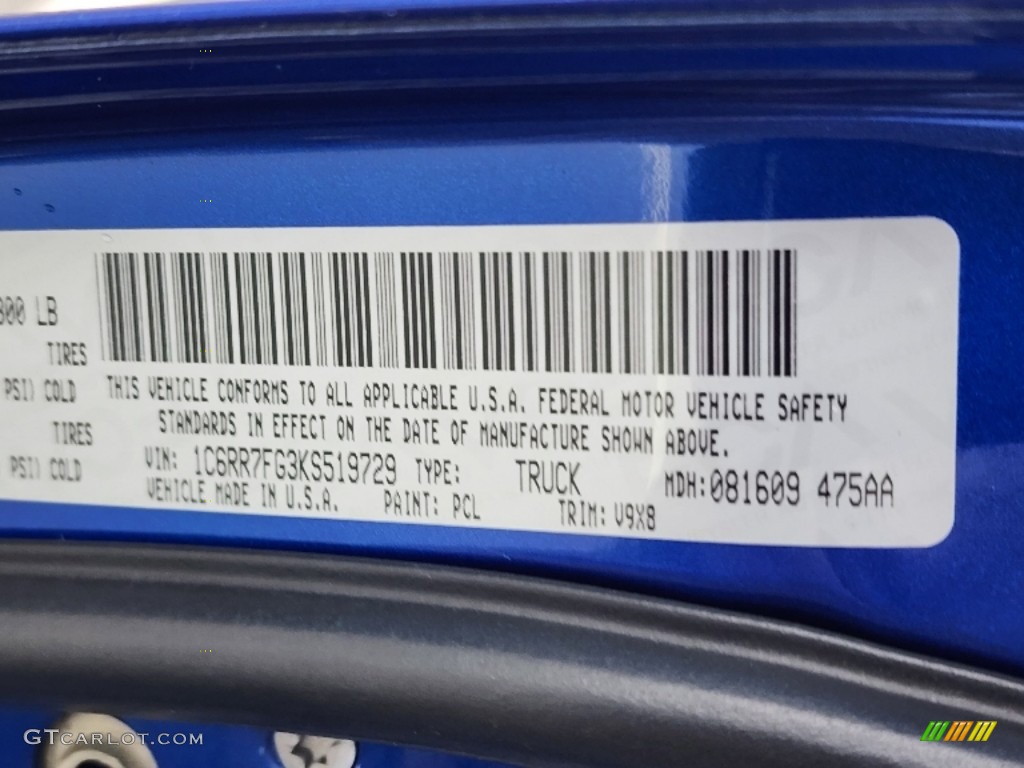 800 LB
TIRES
PSI) COLD
TIRES
PSI) COLD
THIS VEHICLE CONFORMS TO ALL APPLICABLE U.S.A. FEDERAL MOTOR VEHICLE SAFETY
STANDARDS IN EFFECT ON THE DATE OF MANUFACTURE SHOWN ABOVE.
VIN: 1C6RR7FG3KS519729 TYPE: TRUCK MDH:081609 475AA
VEHICLE MADE IN U.S.A. PAINT: PCL TRIM: V9X8
GTCARLOT.COM